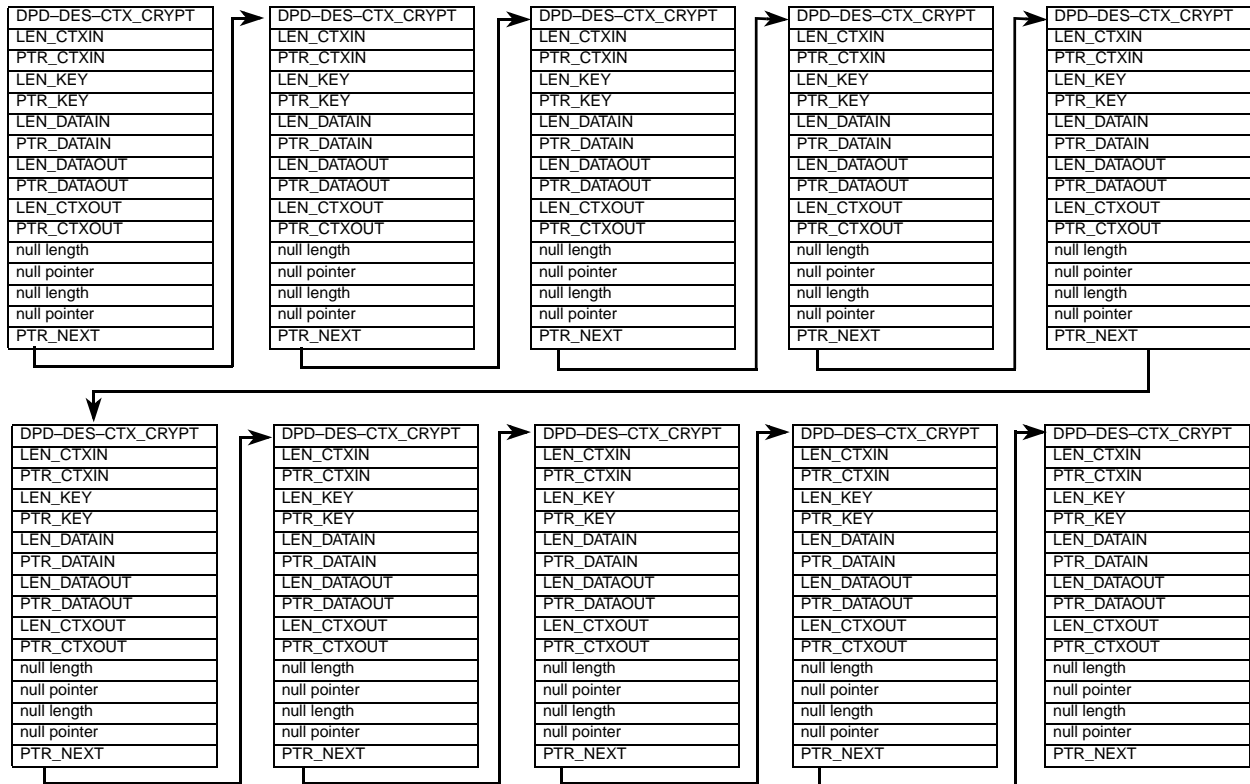 DPD–DES–CTX_CRYPT
LEN_CTXIN
PTR_CTXIN
LEN_KEY
PTR_KEY
LEN_DATAIN
PTR_DATAIN
LEN_DATAOUT
PTR_DATAOUT
LEN_CTXOUT
PTR_CTXOUT
null length
null pointer
null length
null pointer
PTR_NEXT
DPD–DES–CTX_CRYPT
LEN_CTXIN
PTR_CTXIN
LEN_KEY
PTR_KEY
LEN_DATAIN
PTR_DATAIN
LEN_DATAOUT
PTR_DATAOUT
LEN_CTXOUT
PTR_CTXOUT
null length
null pointer
null length
null pointer
PTR_NEXT
DPD–DES–CTX_CRYPT
LEN_CTXIN
PTR_CTXIN
LEN_KEY
PTR_KEY
LEN_DATAIN
PTR_DATAIN
LEN_DATAOUT
PTR_DATAOUT
LEN_CTXOUT
PTR_CTXOUT
null length
null pointer
null length
null pointer
PTR_NEXT
DPD–DES–CTX_CRYPT
LEN_CTXIN
PTR_CTXIN
LEN_KEY
PTR_KEY
LEN_DATAIN
PTR_DATAIN
LEN_DATAOUT
PTR_DATAOUT
LEN_CTXOUT
PTR_CTXOUT
null length
null pointer
null length
null pointer
PTR_NEXT
DPD–DES–CTX_CRYPT
LEN_CTXIN
PTR_CTXIN
LEN_KEY
PTR_KEY
LEN_DATAIN
PTR_DATAIN
LEN_DATAOUT
PTR_DATAOUT
LEN_CTXOUT
PTR_CTXOUT
null length
null pointer
null length
null pointer
PTR_NEXT
DPD–DES–CTX_CRYPT
LEN_CTXIN
PTR_CTXIN
LEN_KEY
PTR_KEY
LEN_DATAIN
PTR_DATAIN
LEN_DATAOUT
PTR_DATAOUT
LEN_CTXOUT
PTR_CTXOUT
null length
null pointer
null length
null pointer
PTR_NEXT
DPD–DES–CTX_CRYPT
LEN_CTXIN
PTR_CTXIN
LEN_KEY
PTR_KEY
LEN_DATAIN
PTR_DATAIN
LEN_DATAOUT
PTR_DATAOUT
LEN_CTXOUT
PTR_CTXOUT
null length
null pointer
null length
null pointer
PTR_NEXT
DPD–DES–CTX_CRYPT
LEN_CTXIN
PTR_CTXIN
LEN_KEY
PTR_KEY
LEN_DATAIN
PTR_DATAIN
LEN_DATAOUT
PTR_DATAOUT
LEN_CTXOUT
PTR_CTXOUT
null length
null pointer
null length
null pointer
PTR_NEXT
DPD–DES–CTX_CRYPT
LEN_CTXIN
PTR_CTXIN
LEN_KEY
PTR_KEY
LEN_DATAIN
PTR_DATAIN
LEN_DATAOUT
PTR_DATAOUT
LEN_CTXOUT
PTR_CTXOUT
null length
null pointer
null length
null pointer
PTR_NEXT
DPD–DES–CTX_CRYPT
LEN_CTXIN
PTR_CTXIN
LEN_KEY
PTR_KEY
LEN_DATAIN
PTR_DATAIN
LEN_DATAOUT
PTR_DATAOUT
LEN_CTXOUT
PTR_CTXOUT
null length
null pointer
null length
null pointer
PTR_NEXT